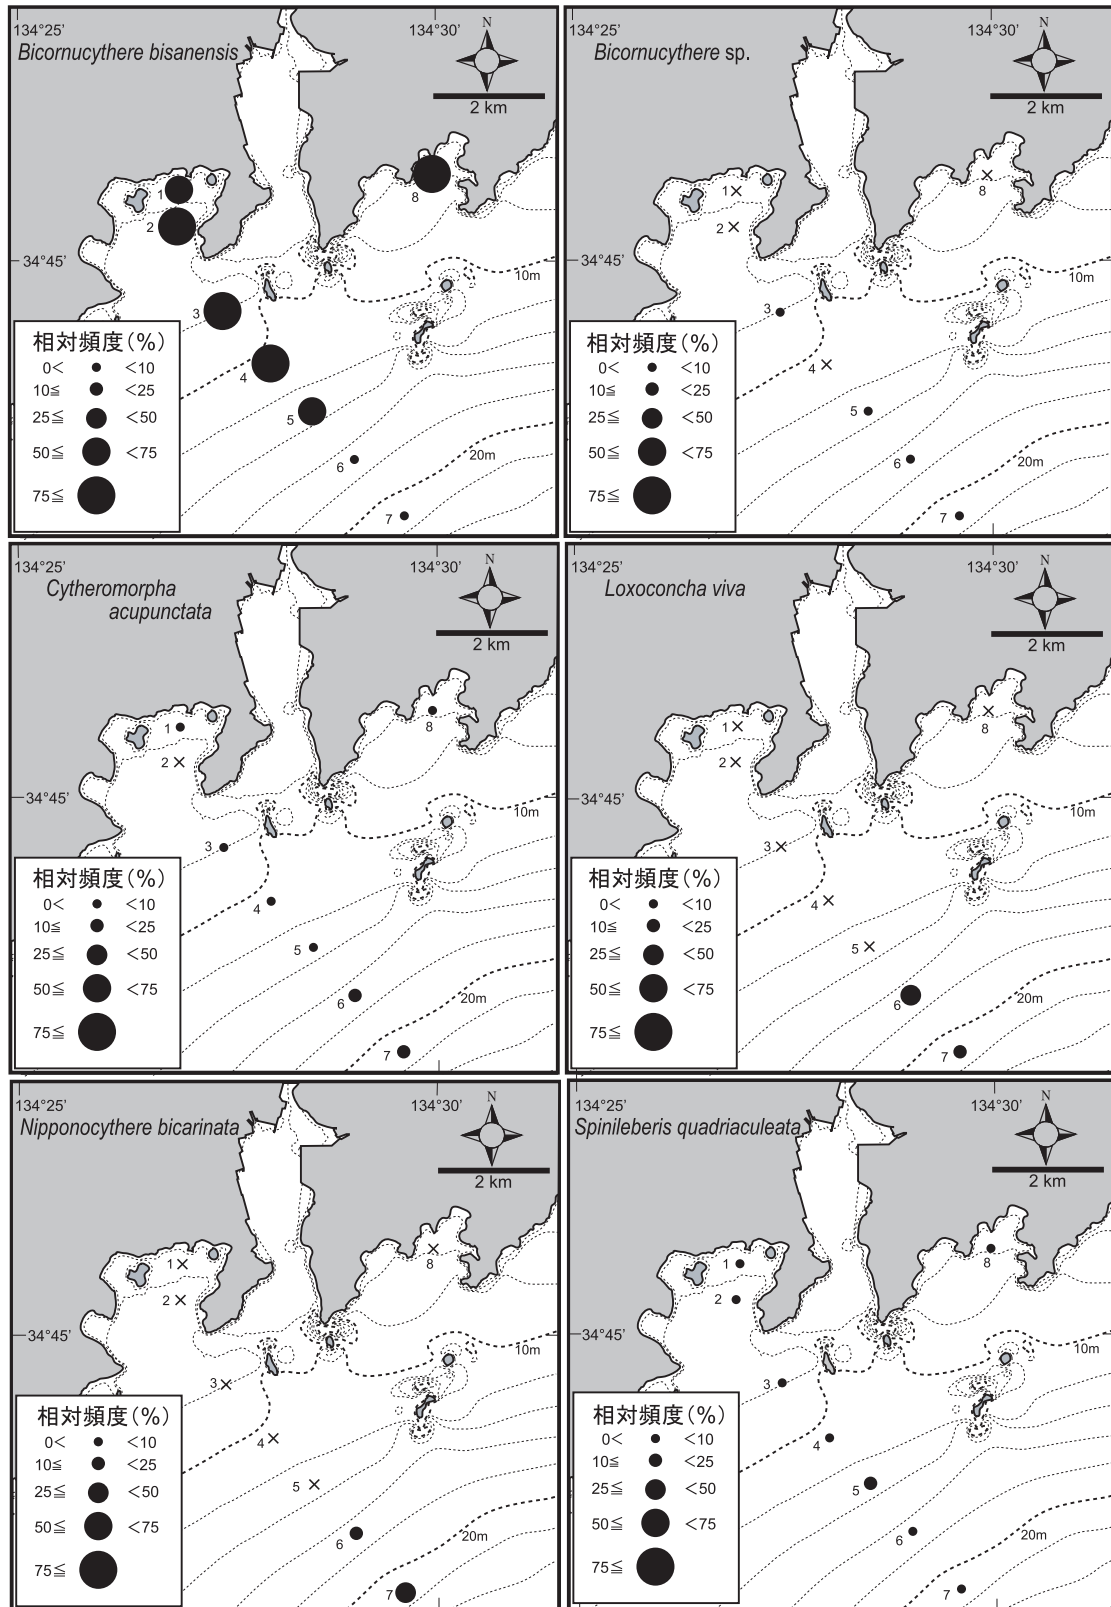 134°25’
134°30’
Bicornucythere bisanensis
N
2 km
1
2
8
34°45’
10m
3
4
5
6
20m
7
相対頻度(%)
0< <10
10≦ <25
25≦ <50
50≦ <75
75≦
134°25’
134°30’
Bicornucythere sp.
N
2 km
1
2
8
34°45’
10m
3
4
5
6
20m
7
相対頻度(%)
0< <10
10≦ <25
25≦ <50
50≦ <75
75≦
134°25’
134°30’
Cytheromorpha
acupunctata
N
2 km
1
2
8
34°45’
10m
3
4
5
6
20m
7
相対頻度(%)
0< <10
10≦ <25
25≦ <50
50≦ <75
75≦
134°25’
134°30’
Loxoconcha viva
N
2 km
1
2
8
34°45’
10m
3
4
5
6
20m
7
相対頻度(%)
0< <10
10≦ <25
25≦ <50
50≦ <75
75≦
134°25’
134°30’
Nipponocythere bicarinata
N
2 km
1
2
8
34°45’
10m
3
4
5
6
20m
7
相対頻度(%)
0< <10
10≦ <25
25≦ <50
50≦ <75
75≦
134°25’
134°30’
Spinileberis quadriaculeata
N
2 km
1
2
8
34°45’
10m
3
4
5
6
20m
7
相対頻度(%)
0< <10
10≦ <25
25≦ <50
50≦ <75
75≦